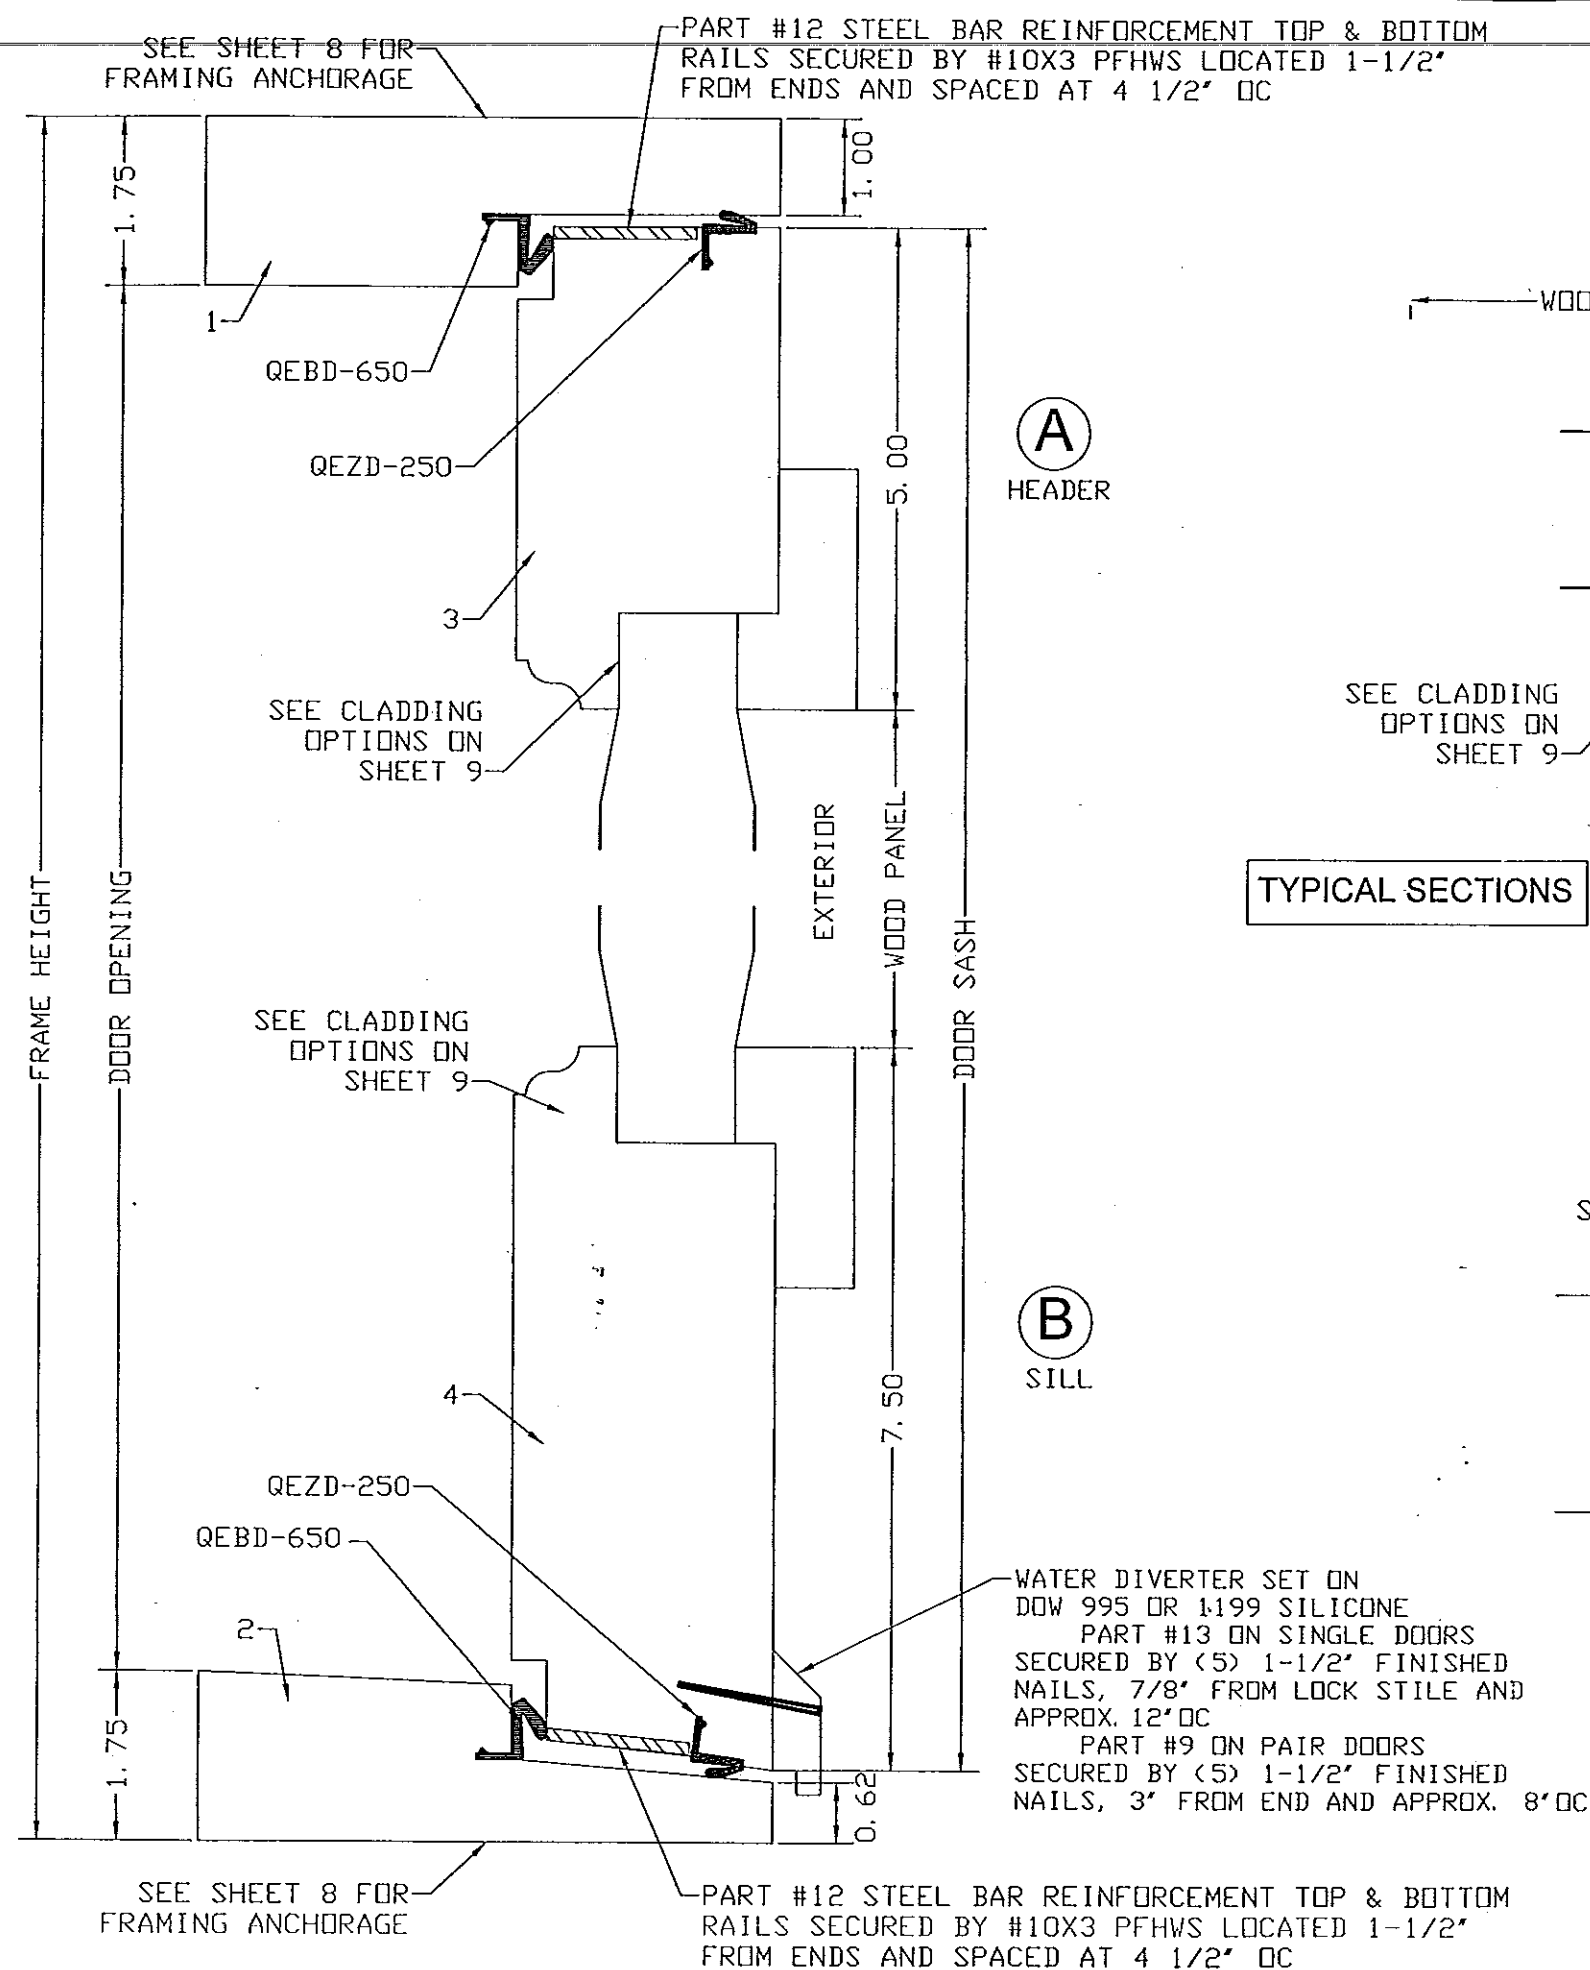 PART #12 STEEL BAR REINFORCEMENT TOP & BOTTOM
RAILS SECURED BY #10X3 PFHWS LOCATED 1-1/2"
FROM ENDS AND SPACED AT 4 1/2" OC
SEE SHEET 8 FOR
FRAMING ANCHORAGE
1.75
1.00
1
QEBD-650
QEZD-250
5.00
A
HEADER
3
SEE CLADDING
OPTIONS ON
SHEET 9
SEE CLADDING
OPTIONS ON
SHEET 9
TYPICAL SECTIONS
FRAME HEIGHT
DOOR OPENING
EXTERIOR
WOOD PANEL
DOOR SASH
SEE CLADDING
OPTIONS ON
SHEET 9
B
SILL
4
7.50
QEZD-250
QEBD-650
2
1.75
0.62
WATER DIVERTER SET ON
DOW 995 OR 1199 SILICONE
PART #13 ON SINGLE DOORS
SECURED BY (5) 1-1/2" FINISHED
NAILS, 7/8" FROM LOCK STILE AND
APPROX. 12" OC
PART #9 ON PAIR DOORS
SECURED BY (5) 1-1/2" FINISHED
NAILS, 3" FROM END AND APPROX. 8" OC
SEE SHEET 8 FOR
FRAMING ANCHORAGE
PART #12 STEEL BAR REINFORCEMENT TOP & BOTTOM
RAILS SECURED BY #10X3 PFHWS LOCATED 1-1/2"
FROM ENDS AND SPACED AT 4 1/2" OC